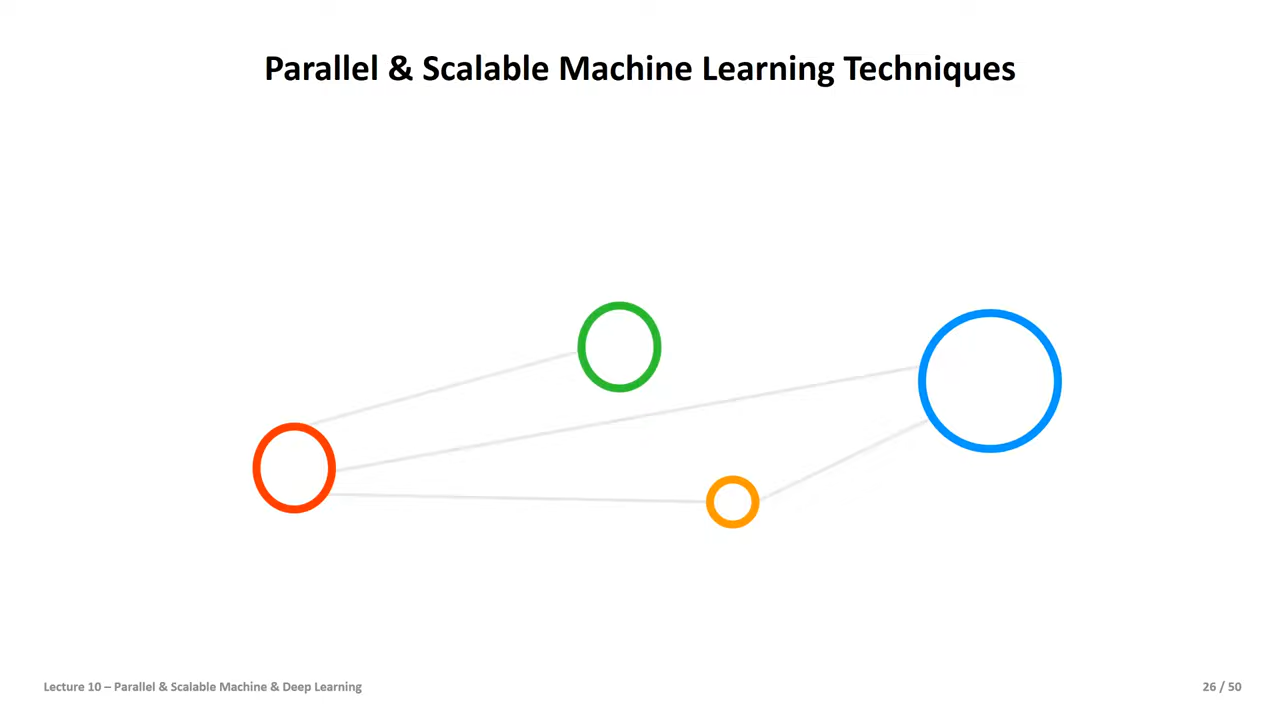 Parallel & Scalable Machine Learning Techniques
Lecture 10 – Parallel & Scalable Machine & Deep Learning
26 / 50